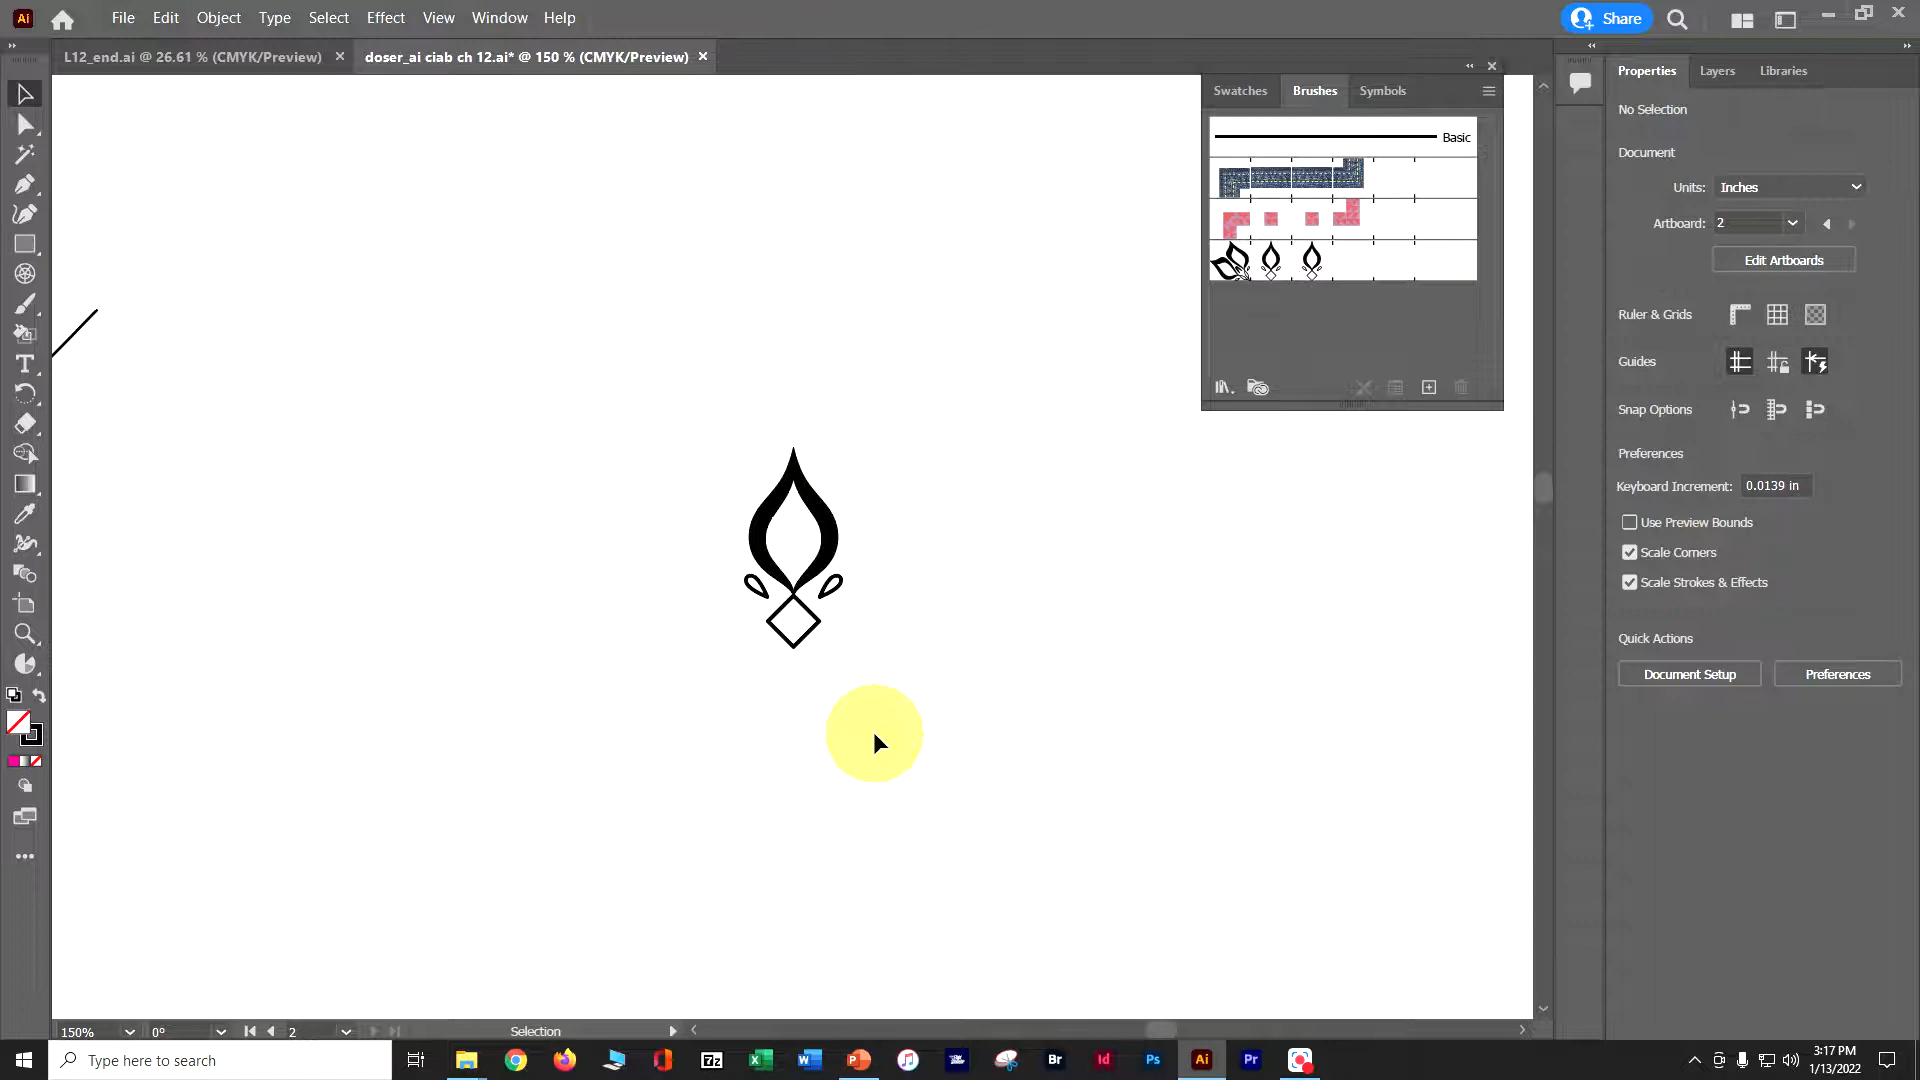 Ai File Edit Object Type Select Effect View Window Help Share
L12_end.ai @ 26.61 % (CMYK/Preview) doser_ai ciab ch 12.ai* @ 150 % (CMYK/Preview)
Swatches Brushes Symbols
Basic
Properties Layers Libraries
No Selection
Document
Units: Inches
Artboard: 2
Edit Artboards
Ruler & Grids
Guides
Snap Options
Preferences
Keyboard Increment: 0.0139 in
Use Preview Bounds
Scale Corners
Scale Strokes & Effects
Quick Actions
Document Setup Preferences
150% 0° 2 Selection
Type here to search
7z Br Id Ps Ai Pr
3:17 PM
1/13/2022